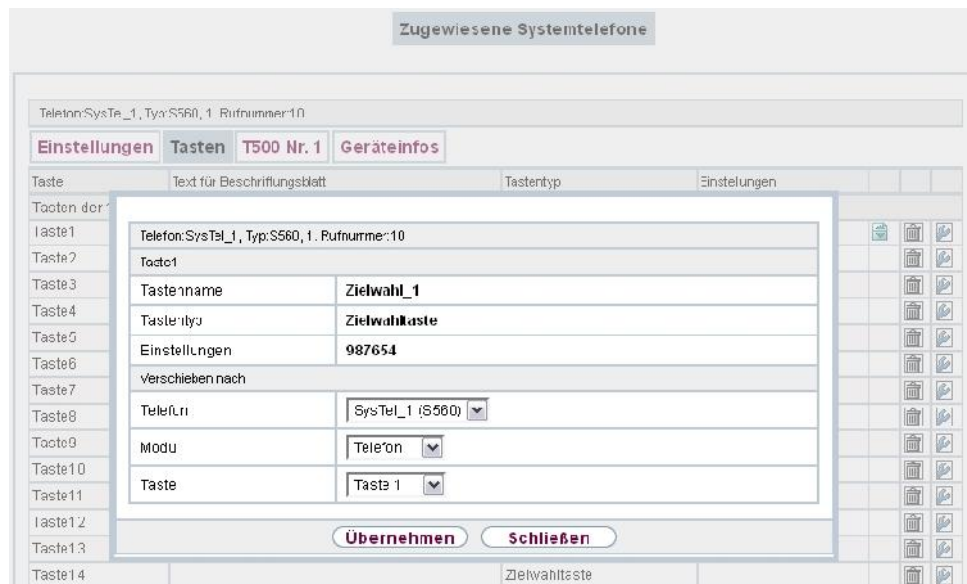 Zugewiesene Systemtelefone
Telefon:SysTel_1, Typ:S560, 1. Rufnummer:10
Einstellungen Tasten T500 Nr. 1 Geräteinfos
Taste Text für Beschriftungsblatt Tastentyp Einstellungen
Tasten der
Taste1
Taste2
Taste3
Taste4
Taste5
Taste6
Taste7
Taste8
Taste9
Taste10
Taste11
Taste12
Taste13
Taste14 Zielwahltaste
Telefon:SysTel_1, Typ:S560, 1. Rufnummer:10
Taste1
Tastenname Zielwahl_1
Tastentyp Zielwahltaste
Einstellungen 987654
Verschieben nach
Telefon SysTel_1 (S560)
Modu Telefon
Taste Taste 1
Übernehmen Schließen